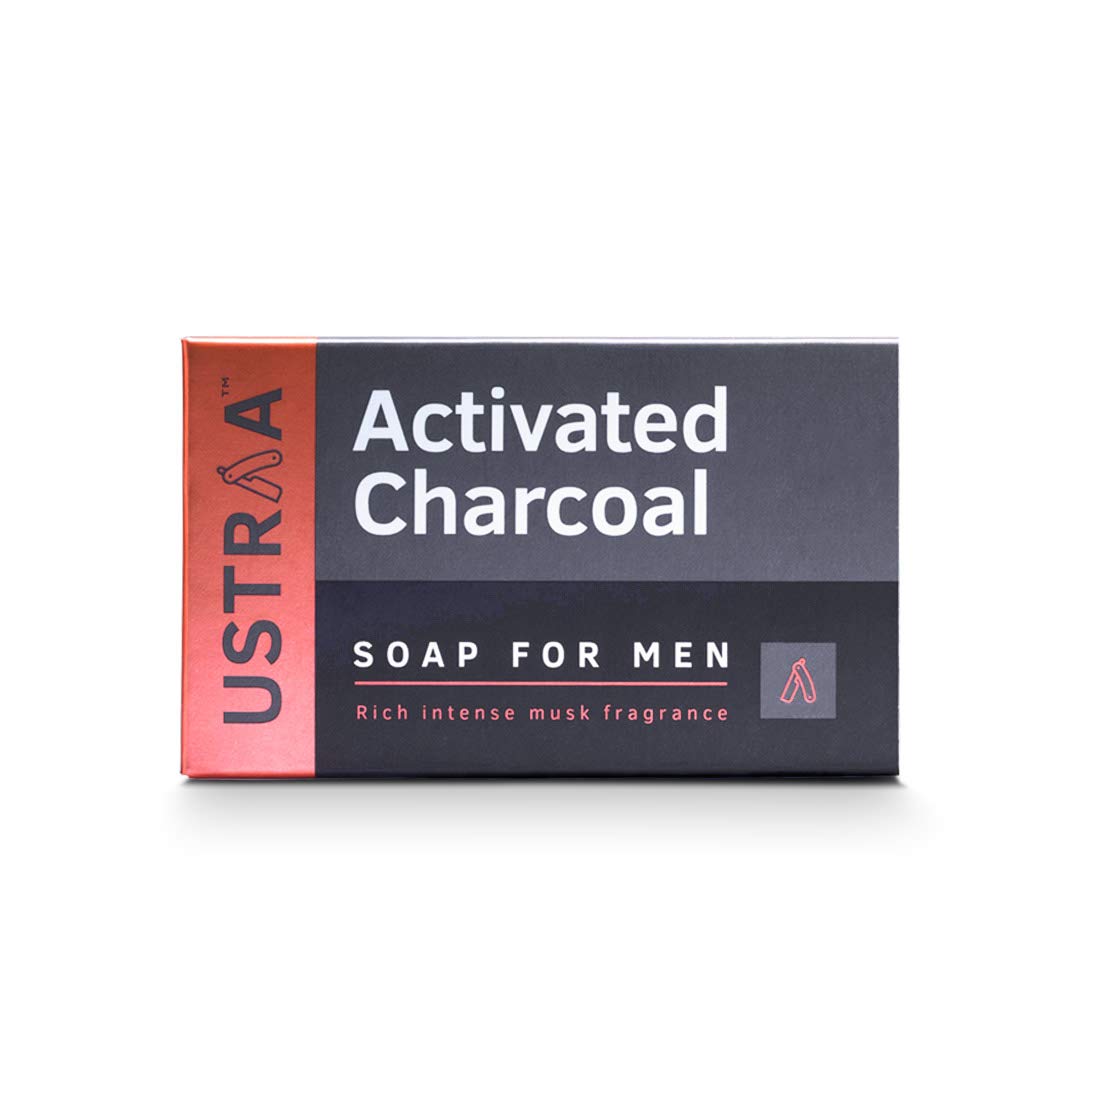 USTRAA™
Activated
Charcoal
SOAP FOR MEN
Rich intense musk fragrance